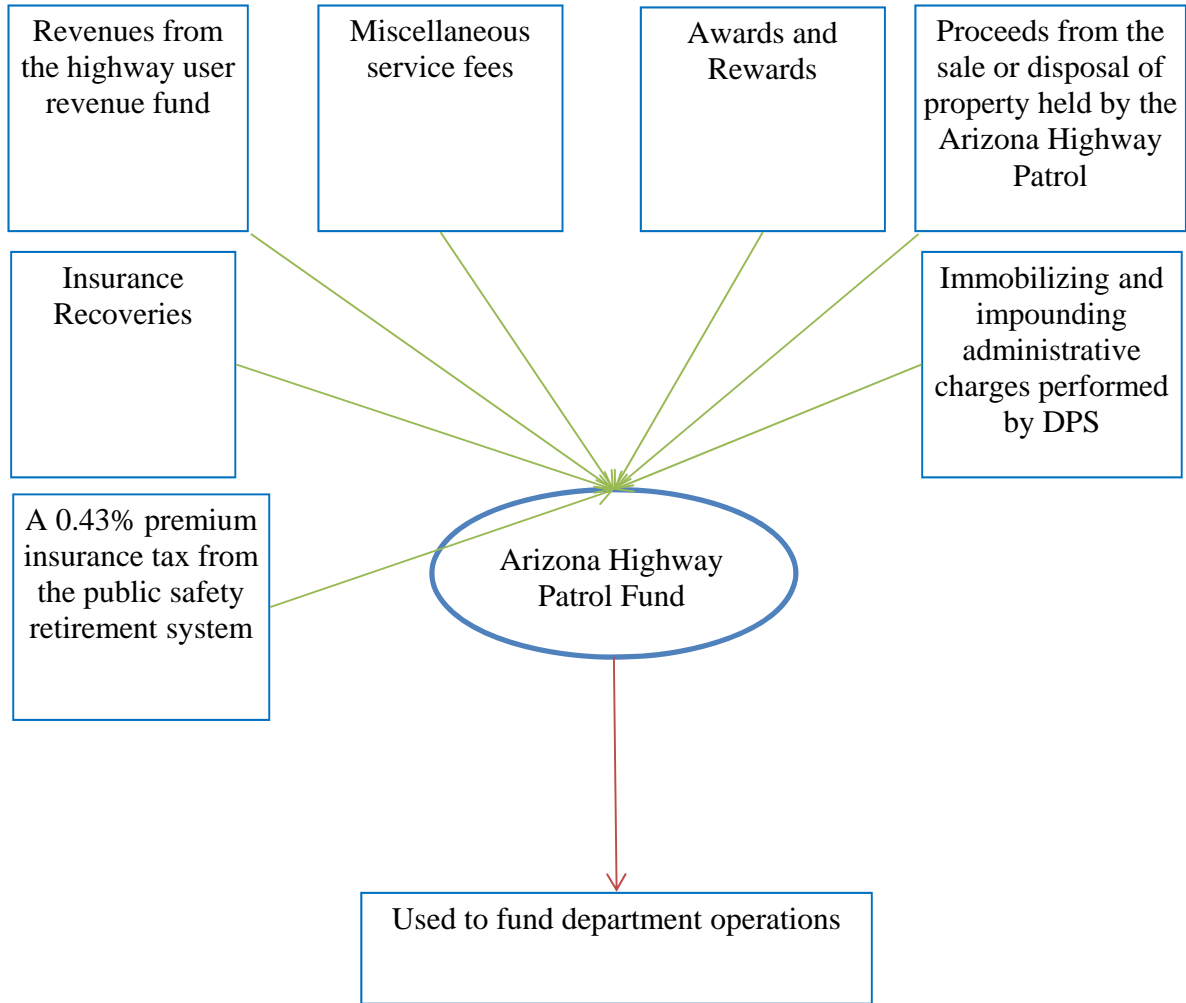 Revenues from
the highway user
revenue fund
Miscellaneous
service fees
Awards and
Rewards
Proceeds from the
sale or disposal of
property held by the
Arizona Highway
Patrol
Insurance
Recoveries
Immobilizing and
impounding
administrative
charges performed
by DPS
A 0.43% premium
insurance tax from
the public safety
retirement system
Arizona Highway
Patrol Fund
Used to fund department operations